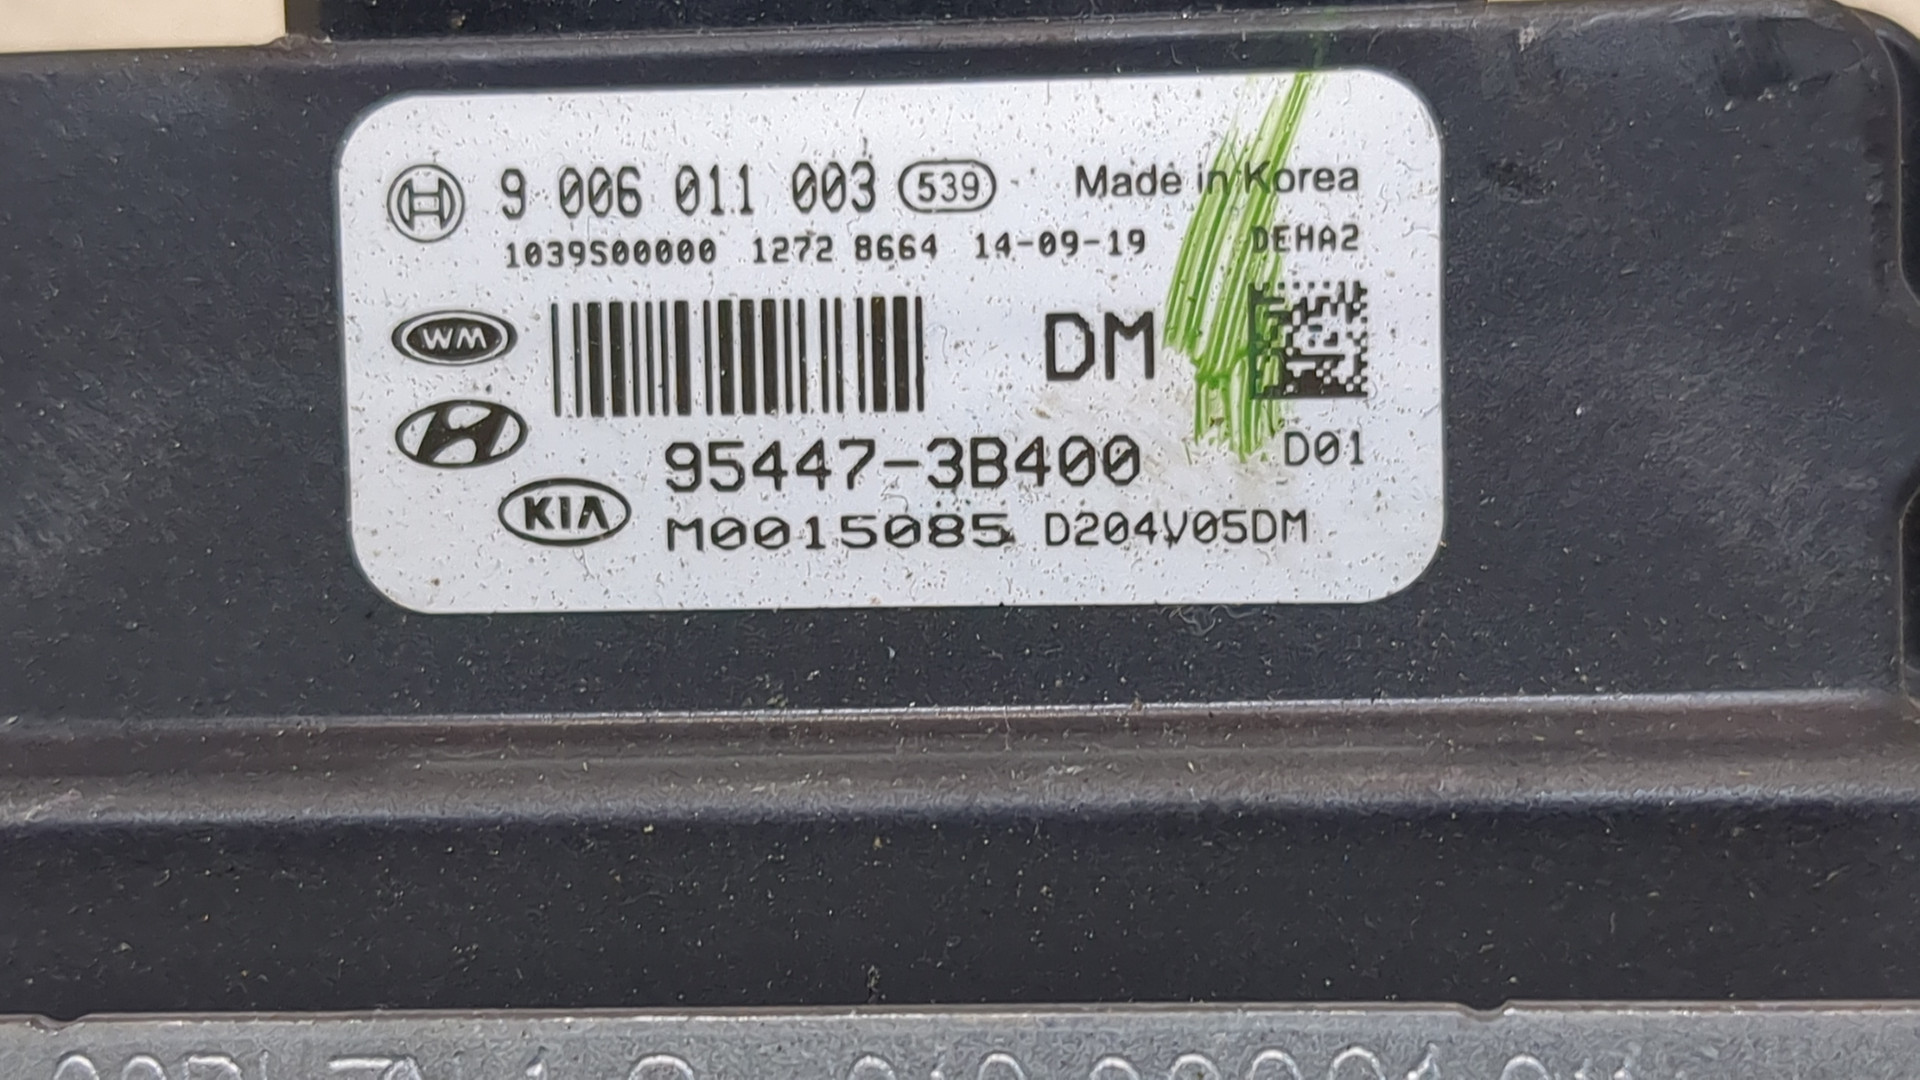 9 006 011 003 539 Made in Korea
1039S00000 1272 8664 14-09-19 DEHA2
WM
DM
95447-3B400 D01
KIA
M0015085 D204V05DM